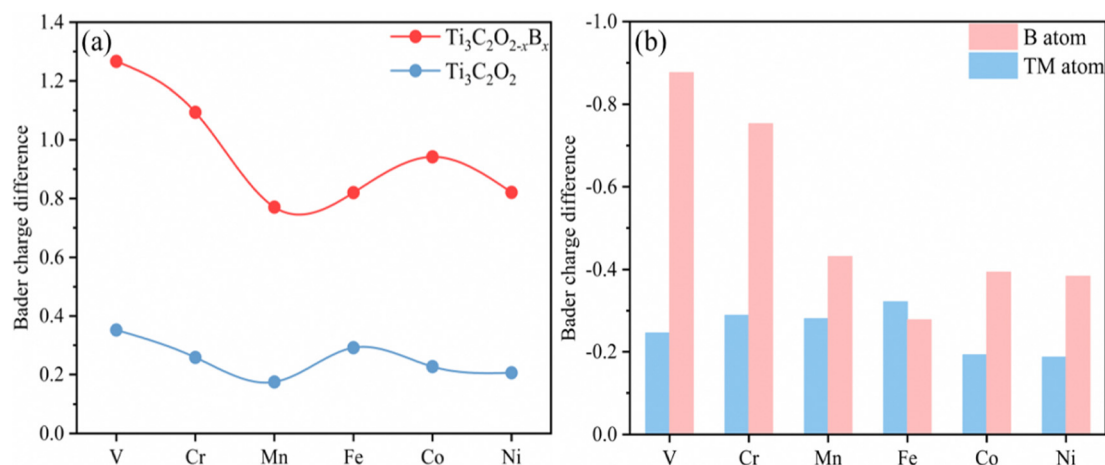 (a)
Ti₃C₂O₂₋ₓBₓ
Ti₃C₂O₂
Bader charge difference
1.4
1.2
1.0
0.8
0.6
0.4
0.2
0.0
V Cr Mn Fe Co Ni
(b)
B atom
TM atom
Bader charge difference
-1.0
-0.8
-0.6
-0.4
-0.2
-0.0
V Cr Mn Fe Co Ni